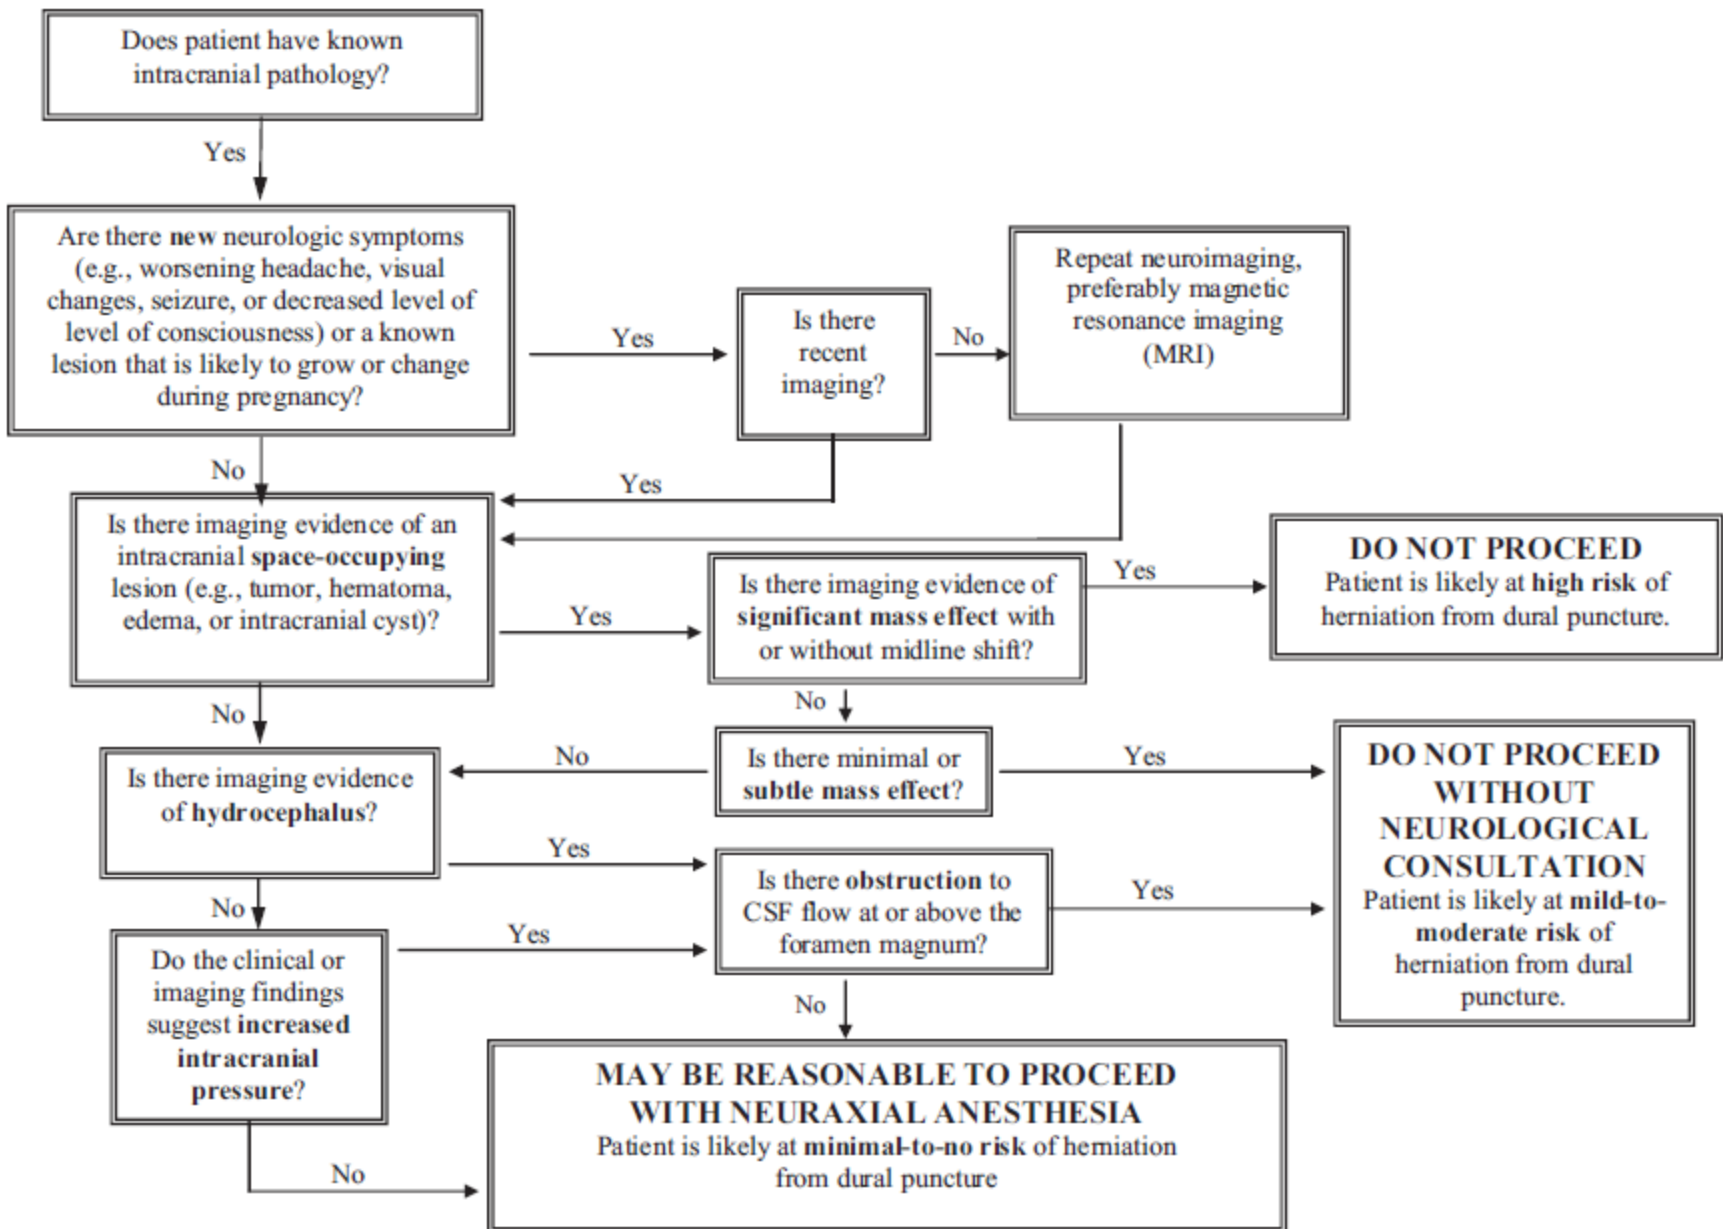 Does patient have known
intracranial pathology?
Yes
Are there new neurologic symptoms
(e.g., worsening headache, visual
changes, seizure, or decreased level of
level of consciousness) or a known
lesion that is likely to grow or change
during pregnancy?
Yes
Is there
recent
imaging?
No
Repeat neuroimaging,
preferably magnetic
resonance imaging
(MRI)
No
Yes
Is there imaging evidence of an
intracranial space-occupying
lesion (e.g., tumor, hematoma,
edema, or intracranial cyst)?
Yes
Is there imaging evidence of
significant mass effect with
or without midline shift?
Yes
DO NOT PROCEED
Patient is likely at high risk of
herniation from dural puncture.
No
No
Is there imaging evidence
of hydrocephalus?
No
Is there minimal or
subtle mass effect?
Yes
DO NOT PROCEED
WITHOUT
NEUROLOGICAL
CONSULTATION
Patient is likely at mild-to-
moderate risk of
herniation from dural
puncture.
Yes
Is there obstruction to
CSF flow at or above the
foramen magnum?
Yes
No
Do the clinical or
imaging findings
suggest increased
intracranial
pressure?
Yes
No
No
MAY BE REASONABLE TO PROCEED
WITH NEURAXIAL ANESTHESIA
Patient is likely at minimal-to-no risk of herniation
from dural puncture